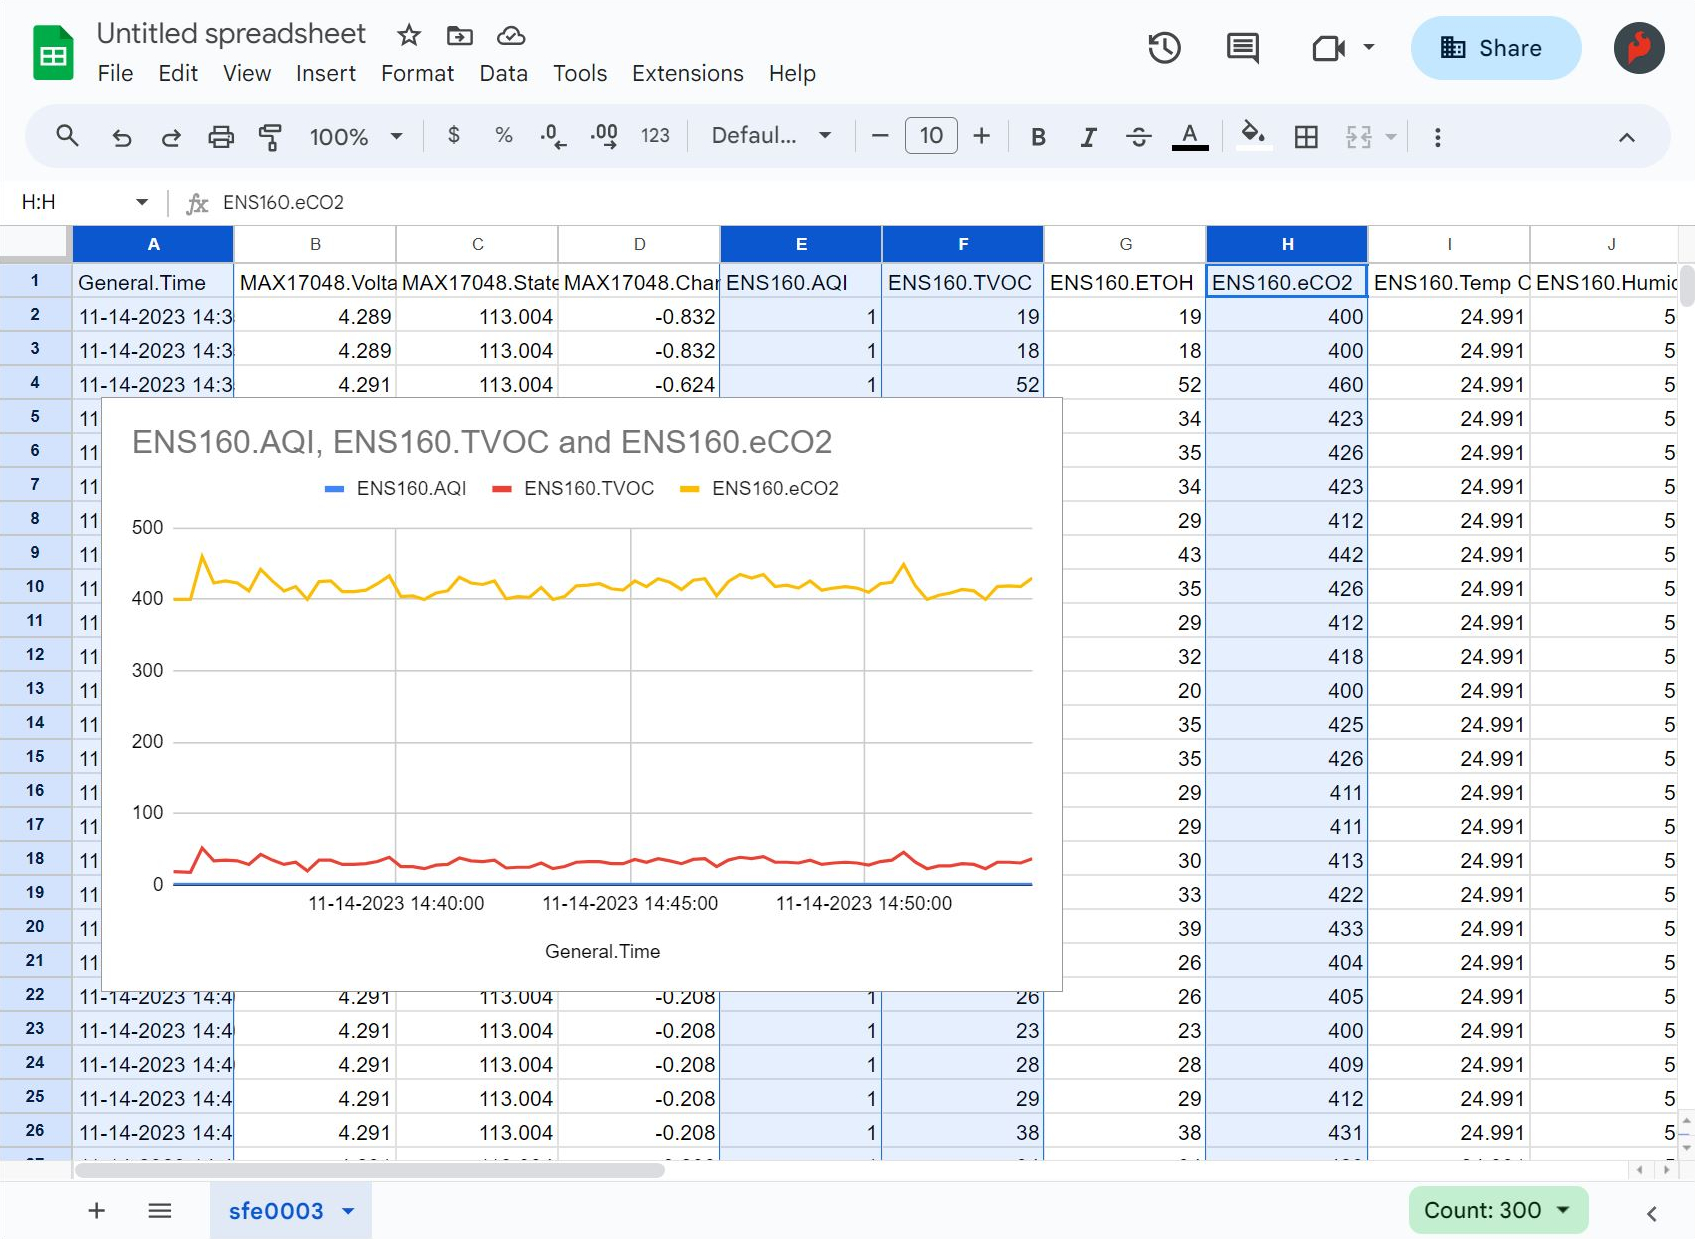 Untitled spreadsheet
File Edit View Insert Format Data Tools Extensions Help
Share
100% $ % .0 .00 123 Defaul... 10 B I A
H:H fx ENS160.eCO2
A B C D E F G H I J
1 General.Time MAX17048.Volta MAX17048.State MAX17048.Char ENS160.AQI ENS160.TVOC ENS160.ETOH ENS160.eCO2 ENS160.Temp C ENS160.Humid
2 11-14-2023 14:3 4.289 113.004 -0.832 1 19 19 400 24.991 5
3 11-14-2023 14:3 4.289 113.004 -0.832 1 18 18 400 24.991 5
4 11-14-2023 14:3 4.291 113.004 -0.624 1 52 52 460 24.991 5
5 11 34 423 24.991 5
6 11 35 426 24.991 5
7 11 34 423 24.991 5
8 11 29 412 24.991 5
9 11 43 442 24.991 5
10 11 35 426 24.991 5
11 11 29 412 24.991 5
12 11 32 418 24.991 5
13 11 20 400 24.991 5
14 11 35 425 24.991 5
15 11 35 426 24.991 5
16 11 29 411 24.991 5
17 11 29 411 24.991 5
18 11 30 413 24.991 5
19 11 33 422 24.991 5
20 11 39 433 24.991 5
21 11 26 404 24.991 5
ENS160.AQI, ENS160.TVOC and ENS160.eCO2
ENS160.AQI ENS160.TVOC ENS160.eCO2
500
400
300
200
100
0
11-14-2023 14:40:00 11-14-2023 14:45:00 11-14-2023 14:50:00
General.Time
22 11-14-2023 14:4 4.291 113.004 -0.208 1 26 26 405 24.991 5
23 11-14-2023 14:4 4.291 113.004 -0.208 1 23 23 400 24.991 5
24 11-14-2023 14:4 4.291 113.004 -0.208 1 28 28 409 24.991 5
25 11-14-2023 14:4 4.291 113.004 -0.208 1 29 29 412 24.991 5
26 11-14-2023 14:4 4.291 113.004 -0.208 1 38 38 431 24.991 5
sfe0003 Count: 300